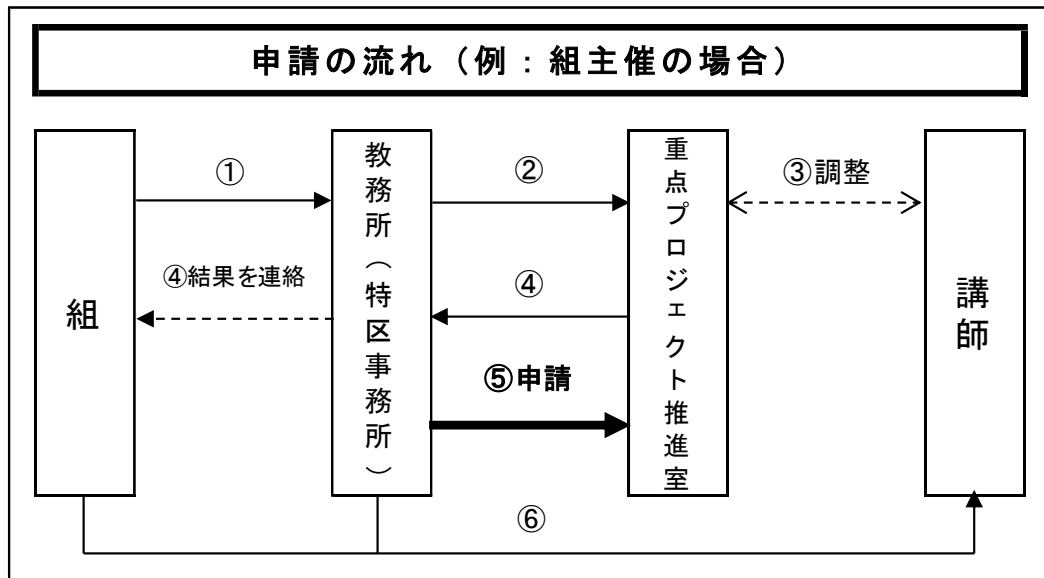 申請の流れ（例：組主催の場合）
組
①
④結果を連絡
教務所（特区事務所）
②
④
⑤申請
重点プロジェクト推進室
③調整
講師
⑥